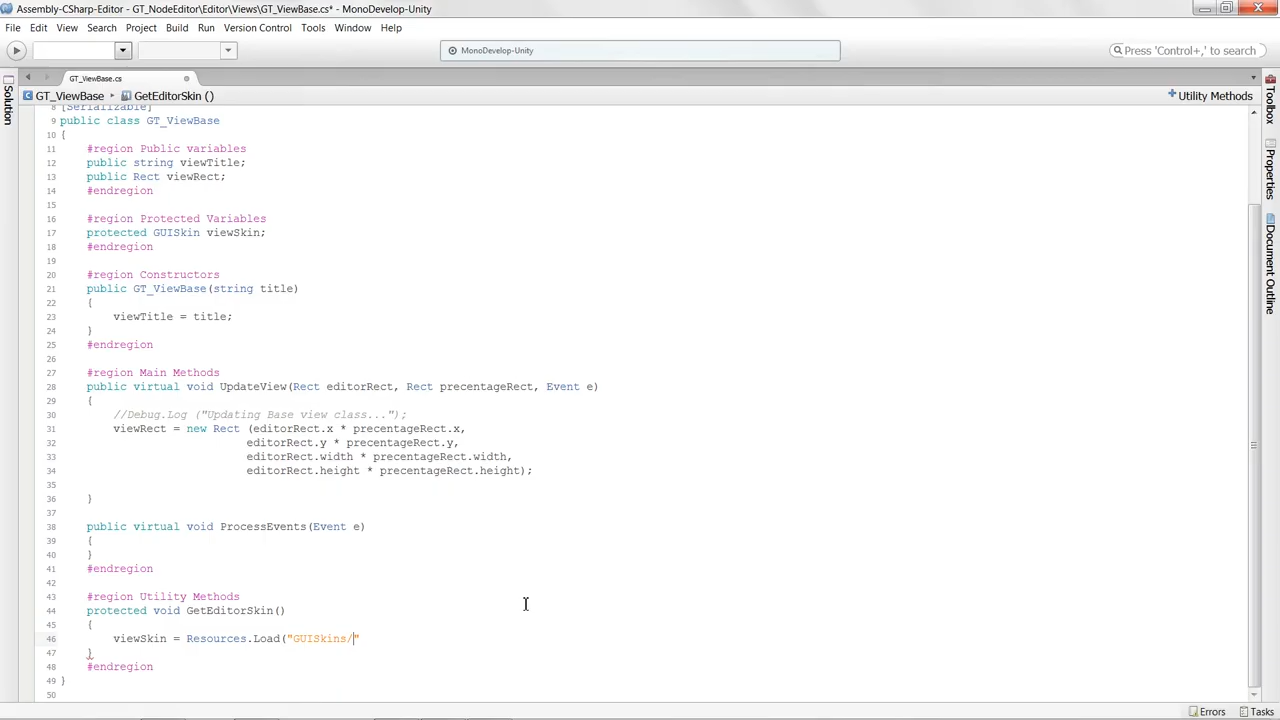 Assembly-CSharp-Editor - GT_NodeEditor\Editor\Views\GT_ViewBase.cs* - MonoDevelop-Unity
File Edit View Search Project Build Run Version Control Tools Window Help
MonoDevelop-Unity
Press 'Control+,' to search
GT_ViewBase.cs
GT_ViewBase GetEditorSkin ()
Utility Methods
Solution
Toolbox
Properties
Document Outline
8 [Serializable]
9 public class GT_ViewBase
10 {
11 #region Public variables
12 public string viewTitle;
13 public Rect viewRect;
14 #endregion
15
16 #region Protected Variables
17 protected GUISkin viewSkin;
18 #endregion
19
20 #region Constructors
21 public GT_ViewBase(string title)
22 {
23 viewTitle = title;
24 }
25 #endregion
26
27 #region Main Methods
28 public virtual void UpdateView(Rect editorRect, Rect precentageRect, Event e)
29 {
30 //Debug.Log ("Updating Base view class...");
31 viewRect = new Rect (editorRect.x * precentageRect.x,
32 editorRect.y * precentageRect.y,
33 editorRect.width * precentageRect.width,
34 editorRect.height * precentageRect.height);
35
36 }
37
38 public virtual void ProcessEvents(Event e)
39 {
40 }
41 #endregion
42
43 #region Utility Methods
44 protected void GetEditorSkin()
45 {
46 viewSkin = Resources.Load("GUISkins/"
47 }
48 #endregion
49 }
50
Errors Tasks